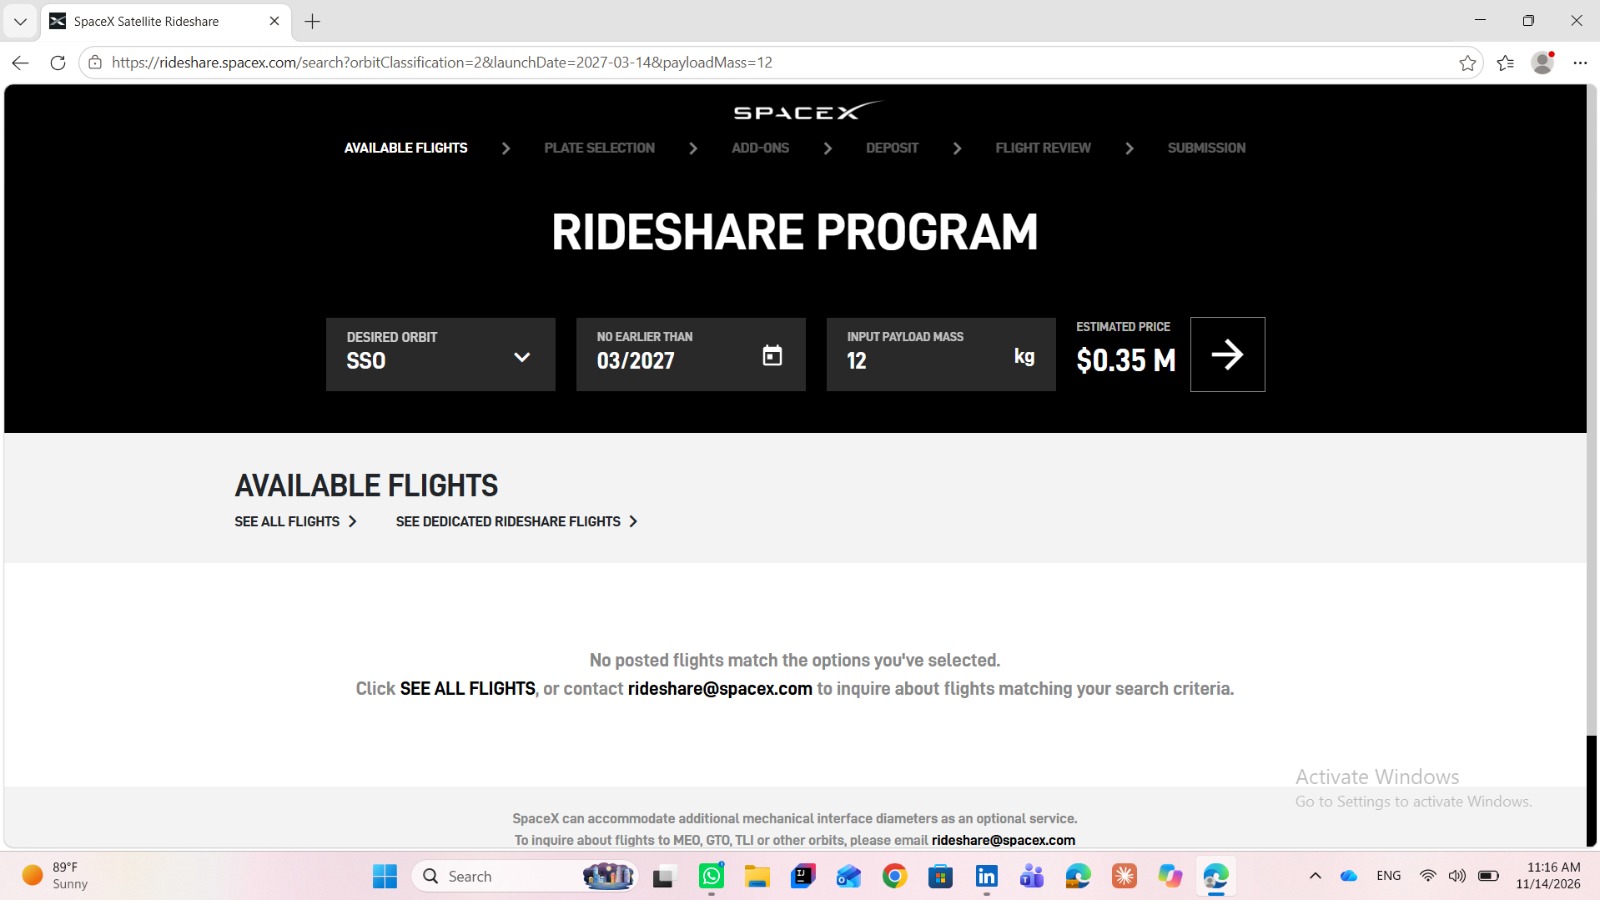 SpaceX Satellite Rideshare
https://rideshare.spacex.com/search?orbitClassification=2&launchDate=2027-03-14&payloadMass=12
SPACEX
AVAILABLE FLIGHTS PLATE SELECTION ADD-ONS DEPOSIT FLIGHT REVIEW SUBMISSION
RIDESHARE PROGRAM
DESIRED ORBIT
SSO
NO EARLIER THAN
03/2027
INPUT PAYLOAD MASS
12 kg
ESTIMATED PRICE
$0.35 M
AVAILABLE FLIGHTS
SEE ALL FLIGHTS SEE DEDICATED RIDESHARE FLIGHTS
No posted flights match the options you've selected.
Click SEE ALL FLIGHTS, or contact rideshare@spacex.com to inquire about flights matching your search criteria.
Activate Windows
Go to Settings to activate Windows.
SpaceX can accommodate additional mechanical interface diameters as an optional service.
To inquire about flights to MEO, GTO, TLI or other orbits, please email rideshare@spacex.com
89°F
Sunny
Search
ENG
11:16 AM
11/14/2026